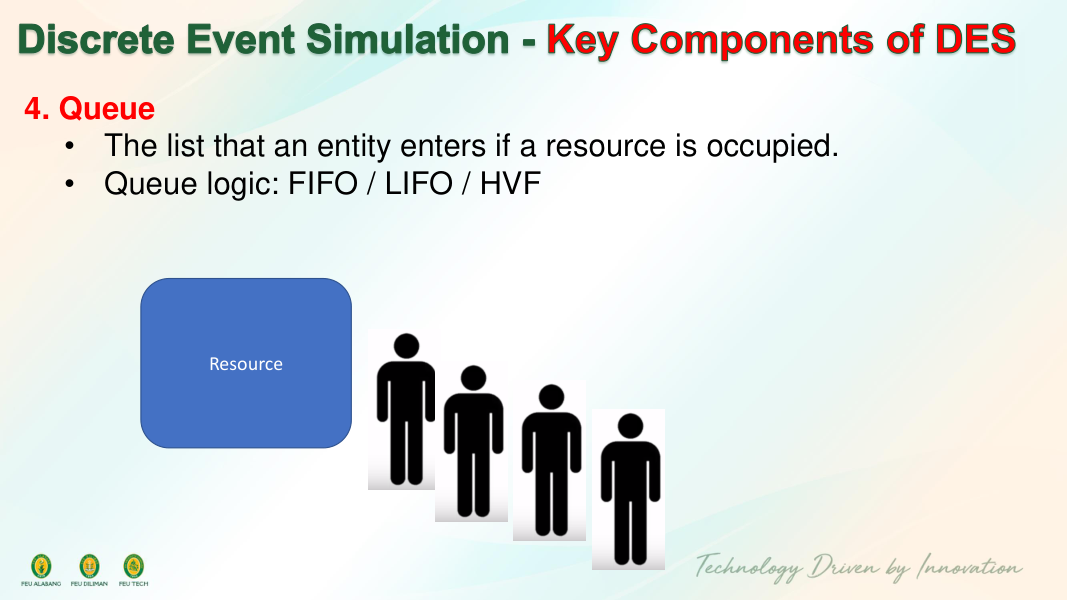 Discrete Event Simulation - Key Components of DES
4. Queue
• The list that an entity enters if a resource is occupied.
• Queue logic: FIFO / LIFO / HVF
Resource
FEU ALABANG FEU DILIMAN FEU TECH
Technology Driven by Innovation